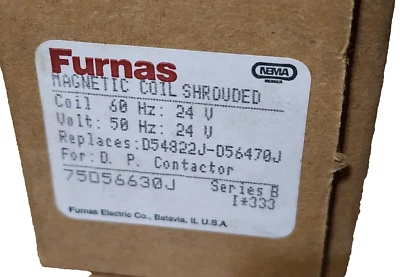 Furnas
NEMA
MEMBER
MAGNETIC COIL SHROUDED
Coil 60 Hz: 24 V
Volt: 50 Hz: 24 V
Replaces: D54822J-D56470J
For: D. P. Contactor
75D56630J Series B
I*333
Furnas Electric Co., Batavia, IL U.S.A.